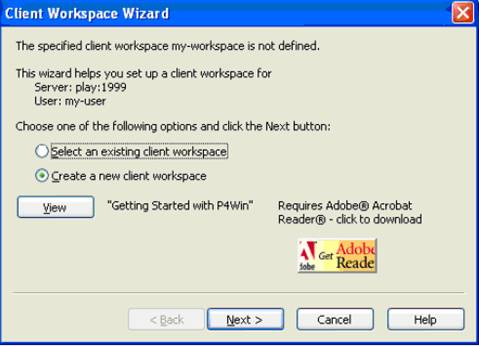 Client Workspace Wizard
The specified client workspace my-workspace is not defined.
This wizard helps you set up a client workspace for
Server: play:1999
User: my-user
Choose one of the following options and click the Next button:
Select an existing client workspace
Create a new client workspace
View
"Getting Started with P4Win"
Requires Adobe® Acrobat
Reader® - click to download
Get Adobe
Reade
dobe
< Back
Next >
Cancel
Help